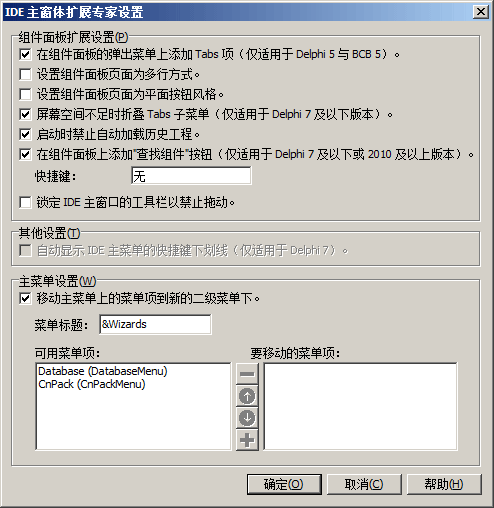 IDE 主窗体扩展专家设置
组件面板扩展设置(P)
在组件面板的弹出菜单上添加 Tabs 项（仅适用于 Delphi 5 与 BCB 5）。
设置组件面板页面为多行方式。
设置组件面板页面为平面按钮风格。
屏幕空间不足时折叠 Tabs 子菜单（仅适用于 Delphi 7 及以下版本）。
启动时禁止自动加载历史工程。
在组件面板上添加"查找组件"按钮（仅适用于 Delphi 7 及以下或 2010 及以上版本）。
快捷键： 无
锁定 IDE 主窗口的工具栏以禁止拖动。
其他设置(T)
自动显示 IDE 主菜单的快捷键下划线（仅适用于 Delphi 7）。
主菜单设置(W)
移动主菜单上的菜单项到新的二级菜单下。
菜单标题： &Wizards
可用菜单项： 要移动的菜单项：
Database (DatabaseMenu)
CnPack (CnPackMenu)
确定(O) 取消(C) 帮助(H)